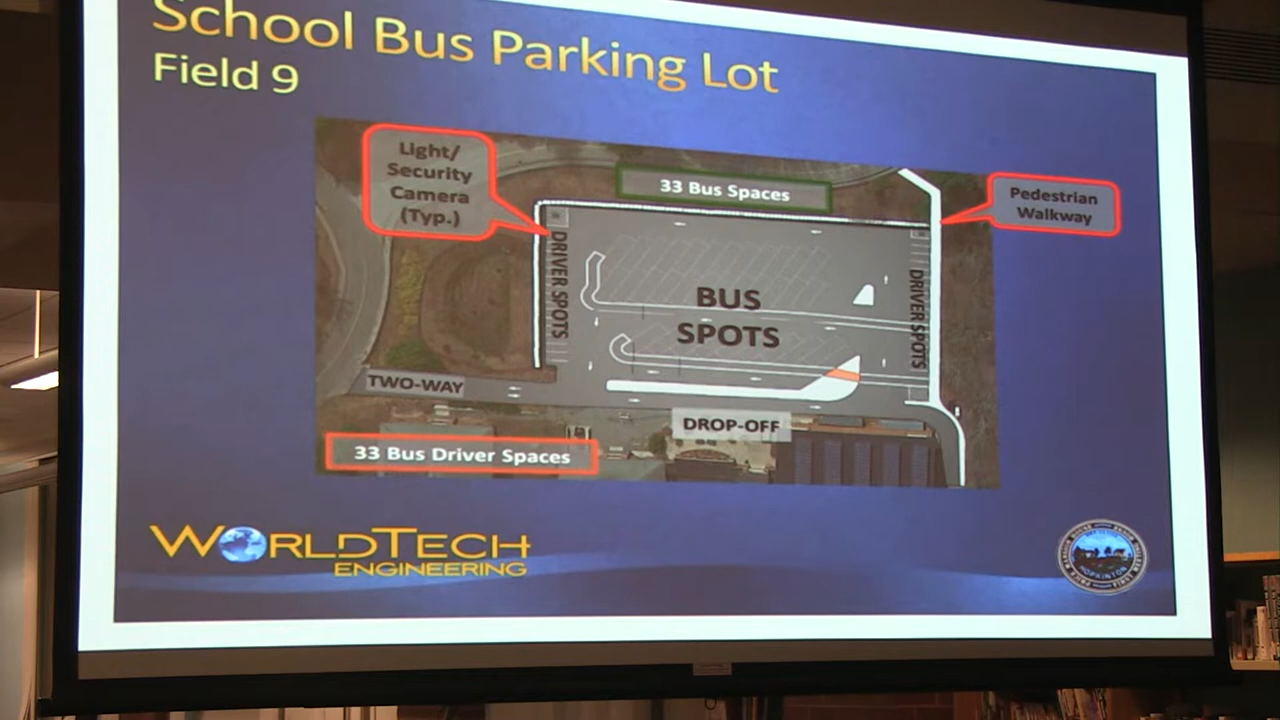 School Bus Parking Lot
Field 9
Light/
Security
Camera
(Typ.)
33 Bus Spaces
Pedestrian
Walkway
DRIVER SPOTS
BUS
SPOTS
DRIVER SPOTS
TWO-WAY
DROP-OFF
33 Bus Driver Spaces
WORLDTECH
ENGINEERING
HOPKINTON